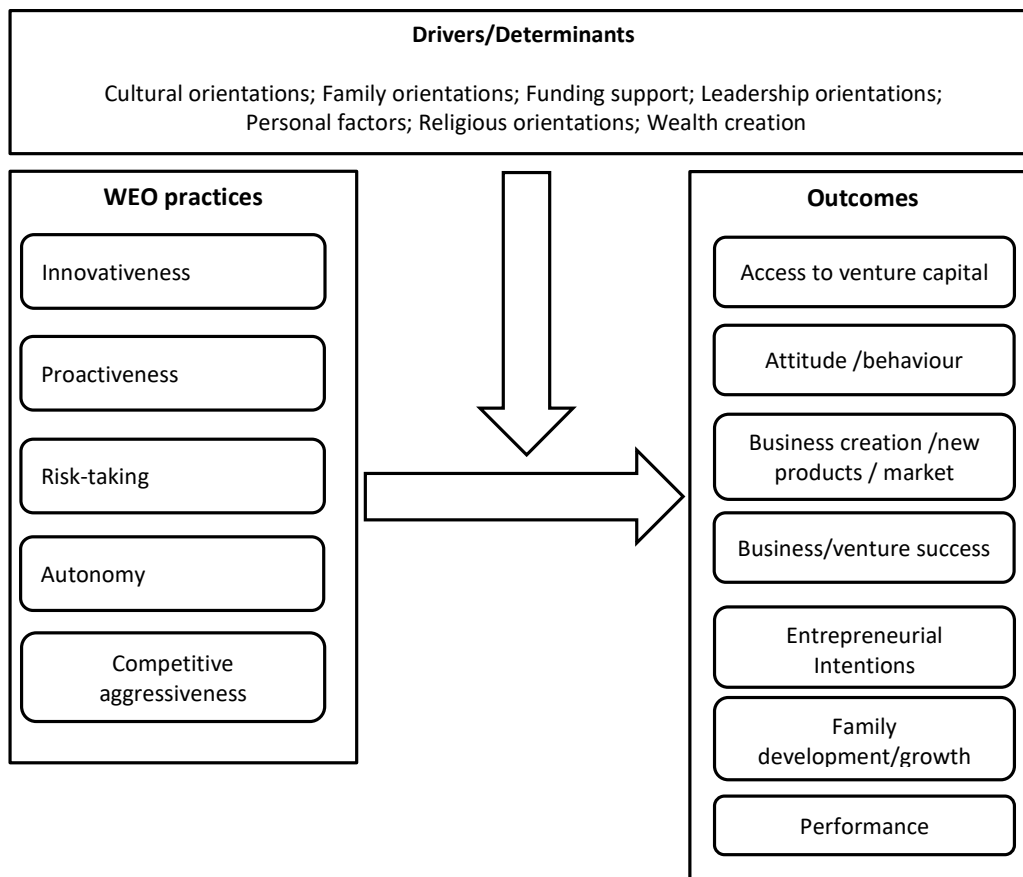 Drivers/Determinants
Cultural orientations; Family orientations; Funding support; Leadership orientations;
Personal factors; Religious orientations; Wealth creation
WEO practices
Innovativeness
Proactiveness
Risk-taking
Autonomy
Competitive
aggressiveness
Outcomes
Access to venture capital
Attitude /behaviour
Business creation /new
products / market
Business/venture success
Entrepreneurial
Intentions
Family
development/growth
Performance